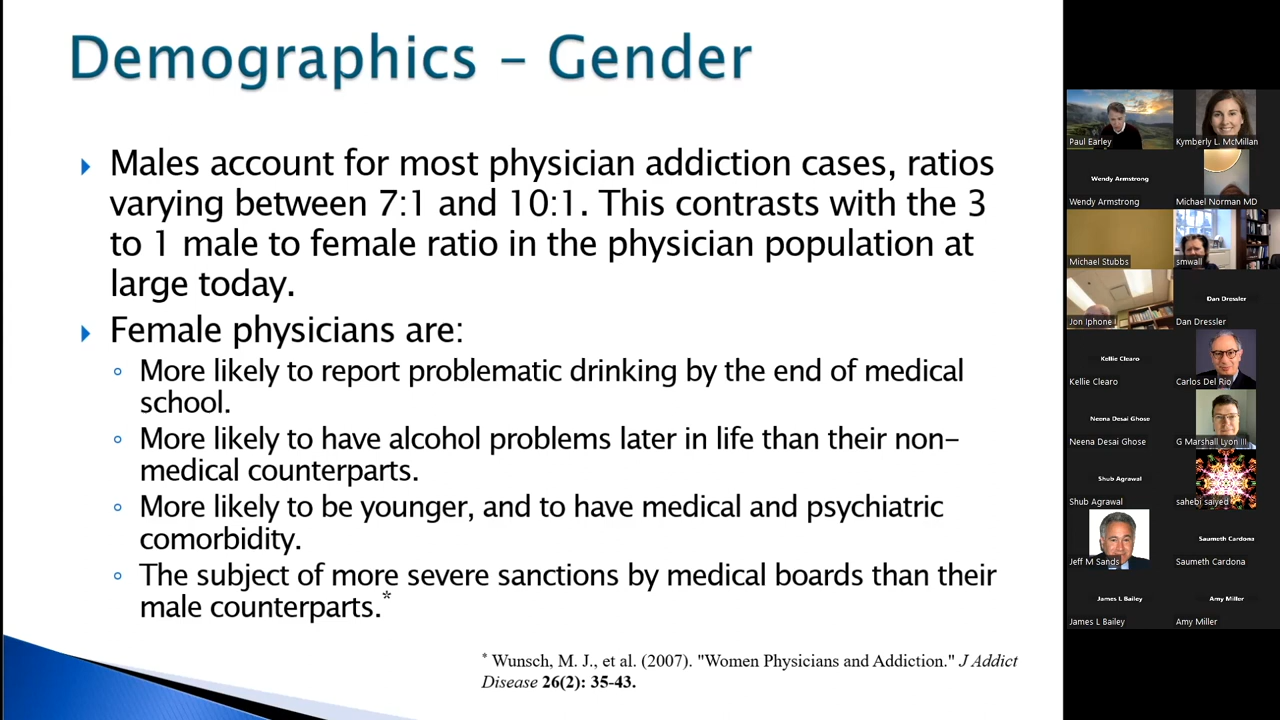 Demographics – Gender
Males account for most physician addiction cases, ratios
varying between 7:1 and 10:1. This contrasts with the 3
to 1 male to female ratio in the physician population at
large today.
Female physicians are:
More likely to report problematic drinking by the end of medical
school.
More likely to have alcohol problems later in life than their non–
medical counterparts.
More likely to be younger, and to have medical and psychiatric
comorbidity.
The subject of more severe sanctions by medical boards than their
male counterparts.*
* Wunsch, M. J., et al. (2007). "Women Physicians and Addiction." J Addict
Disease 26(2): 35-43.
Paul Earley
Kymberly L. McMillan
Wendy Armstrong
Wendy Armstrong
Michael Norman MD
Michael Stubbs
smwall
Jon Iphone I
Dan Dressler
Dan Dressler
Kellie Clearo
Kellie Clearo
Carlos Del Rio
Neena Desai Ghose
Neena Desai Ghose
G Marshall Lyon III
Shub Agrawal
Shub Agrawal
sahebi saiyed
Jeff M Sands
Saumeth Cardona
Saumeth Cardona
James L Bailey
James L Bailey
Amy Miller
Amy Miller